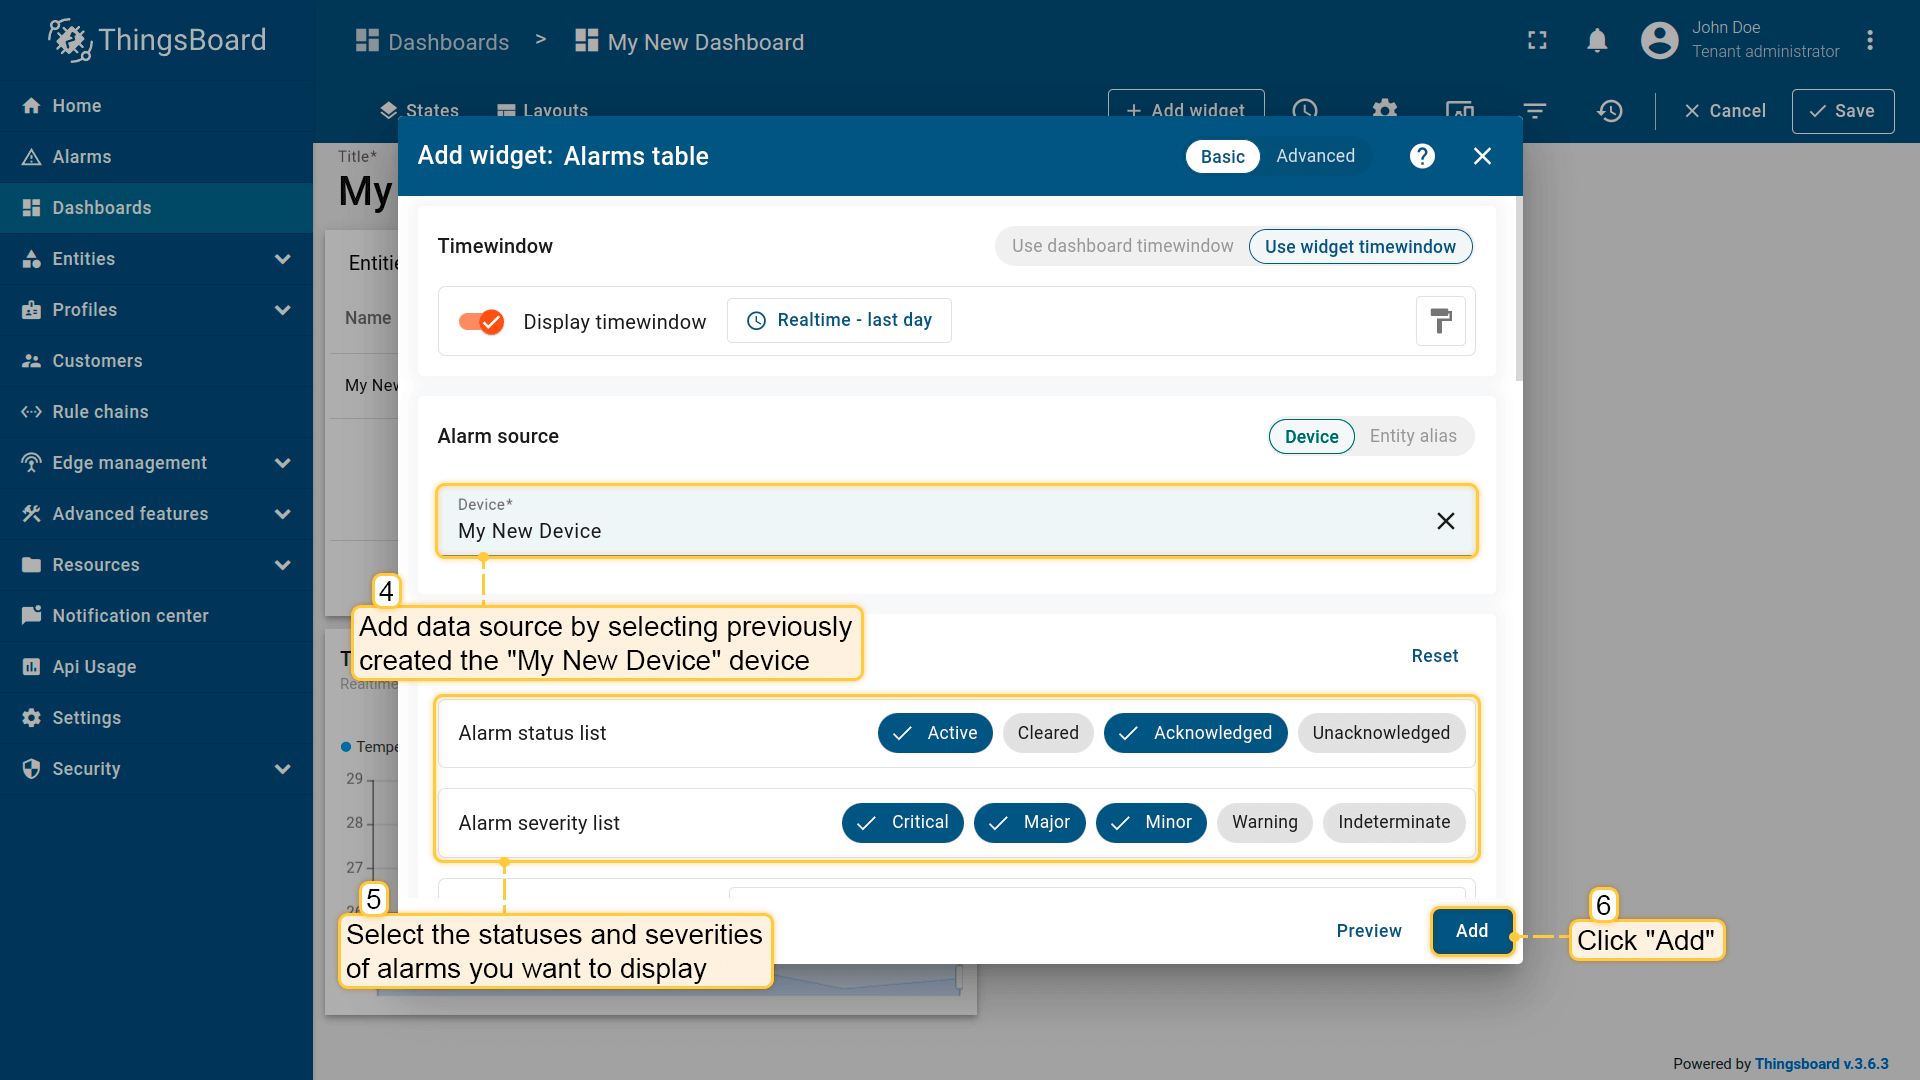 ThingsBoard
Dashboards > My New Dashboard
John Doe
Tenant administrator
Home
Alarms
Dashboards
Entities
Profiles
Customers
Rule chains
Edge management
Advanced features
Resources
Notification center
Api Usage
Settings
Security
States
Layouts
+ Add widget
Cancel
Save
Title*
My
Entitie
Name
My New
T
Realtime
Tempe
29
28
27
26
Add widget: Alarms table
Basic
Advanced
?
Timewindow
Use dashboard timewindow
Use widget timewindow
Display timewindow
Realtime - last day
Alarm source
Device
Entity alias
Device*
My New Device
4
Add data source by selecting previously
created the "My New Device" device
Reset
Alarm status list
Active
Cleared
Acknowledged
Unacknowledged
Alarm severity list
Critical
Major
Minor
Warning
Indeterminate
5
Select the statuses and severities
of alarms you want to display
Preview
Add
6
Click "Add"
Powered by Thingsboard v.3.6.3